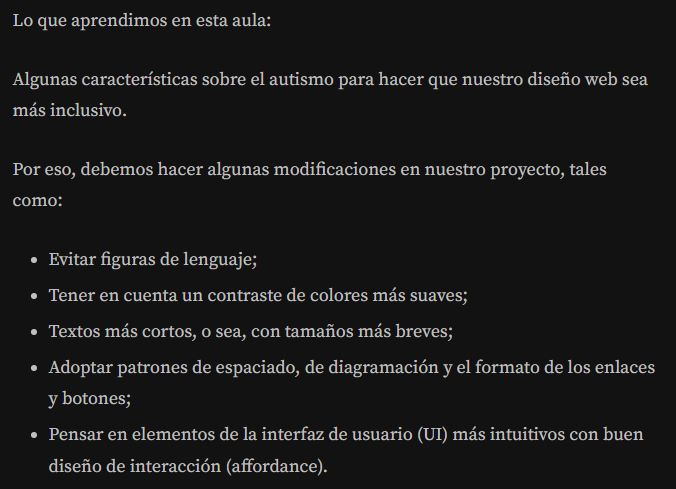 Lo que aprendimos en esta aula:
Algunas características sobre el autismo para hacer que nuestro diseño web sea
más inclusivo.
Por eso, debemos hacer algunas modificaciones en nuestro proyecto, tales
como:
• Evitar figuras de lenguaje;
• Tener en cuenta un contraste de colores más suaves;
• Textos más cortos, o sea, con tamaños más breves;
• Adoptar patrones de espaciado, de diagramación y el formato de los enlaces
y botones;
• Pensar en elementos de la interfaz de usuario (UI) más intuitivos con buen
diseño de interacción (affordance).